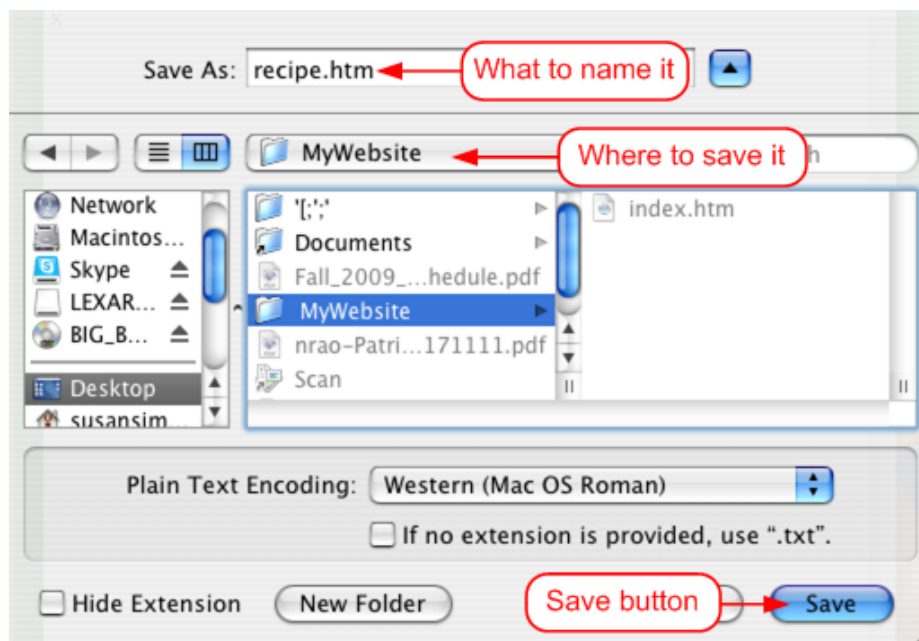 Save As: recipe.htm What to name it
MyWebsite Where to save it h
Network
Macintos...
Skype
LEXAR...
BIG_B...
Desktop
susansim...
'[;';'
Documents
Fall_2009_...hedule.pdf
MyWebsite
nrao-Patri...171111.pdf
Scan
index.htm
Plain Text Encoding: Western (Mac OS Roman)
If no extension is provided, use “.txt”.
Hide Extension New Folder Save button Save